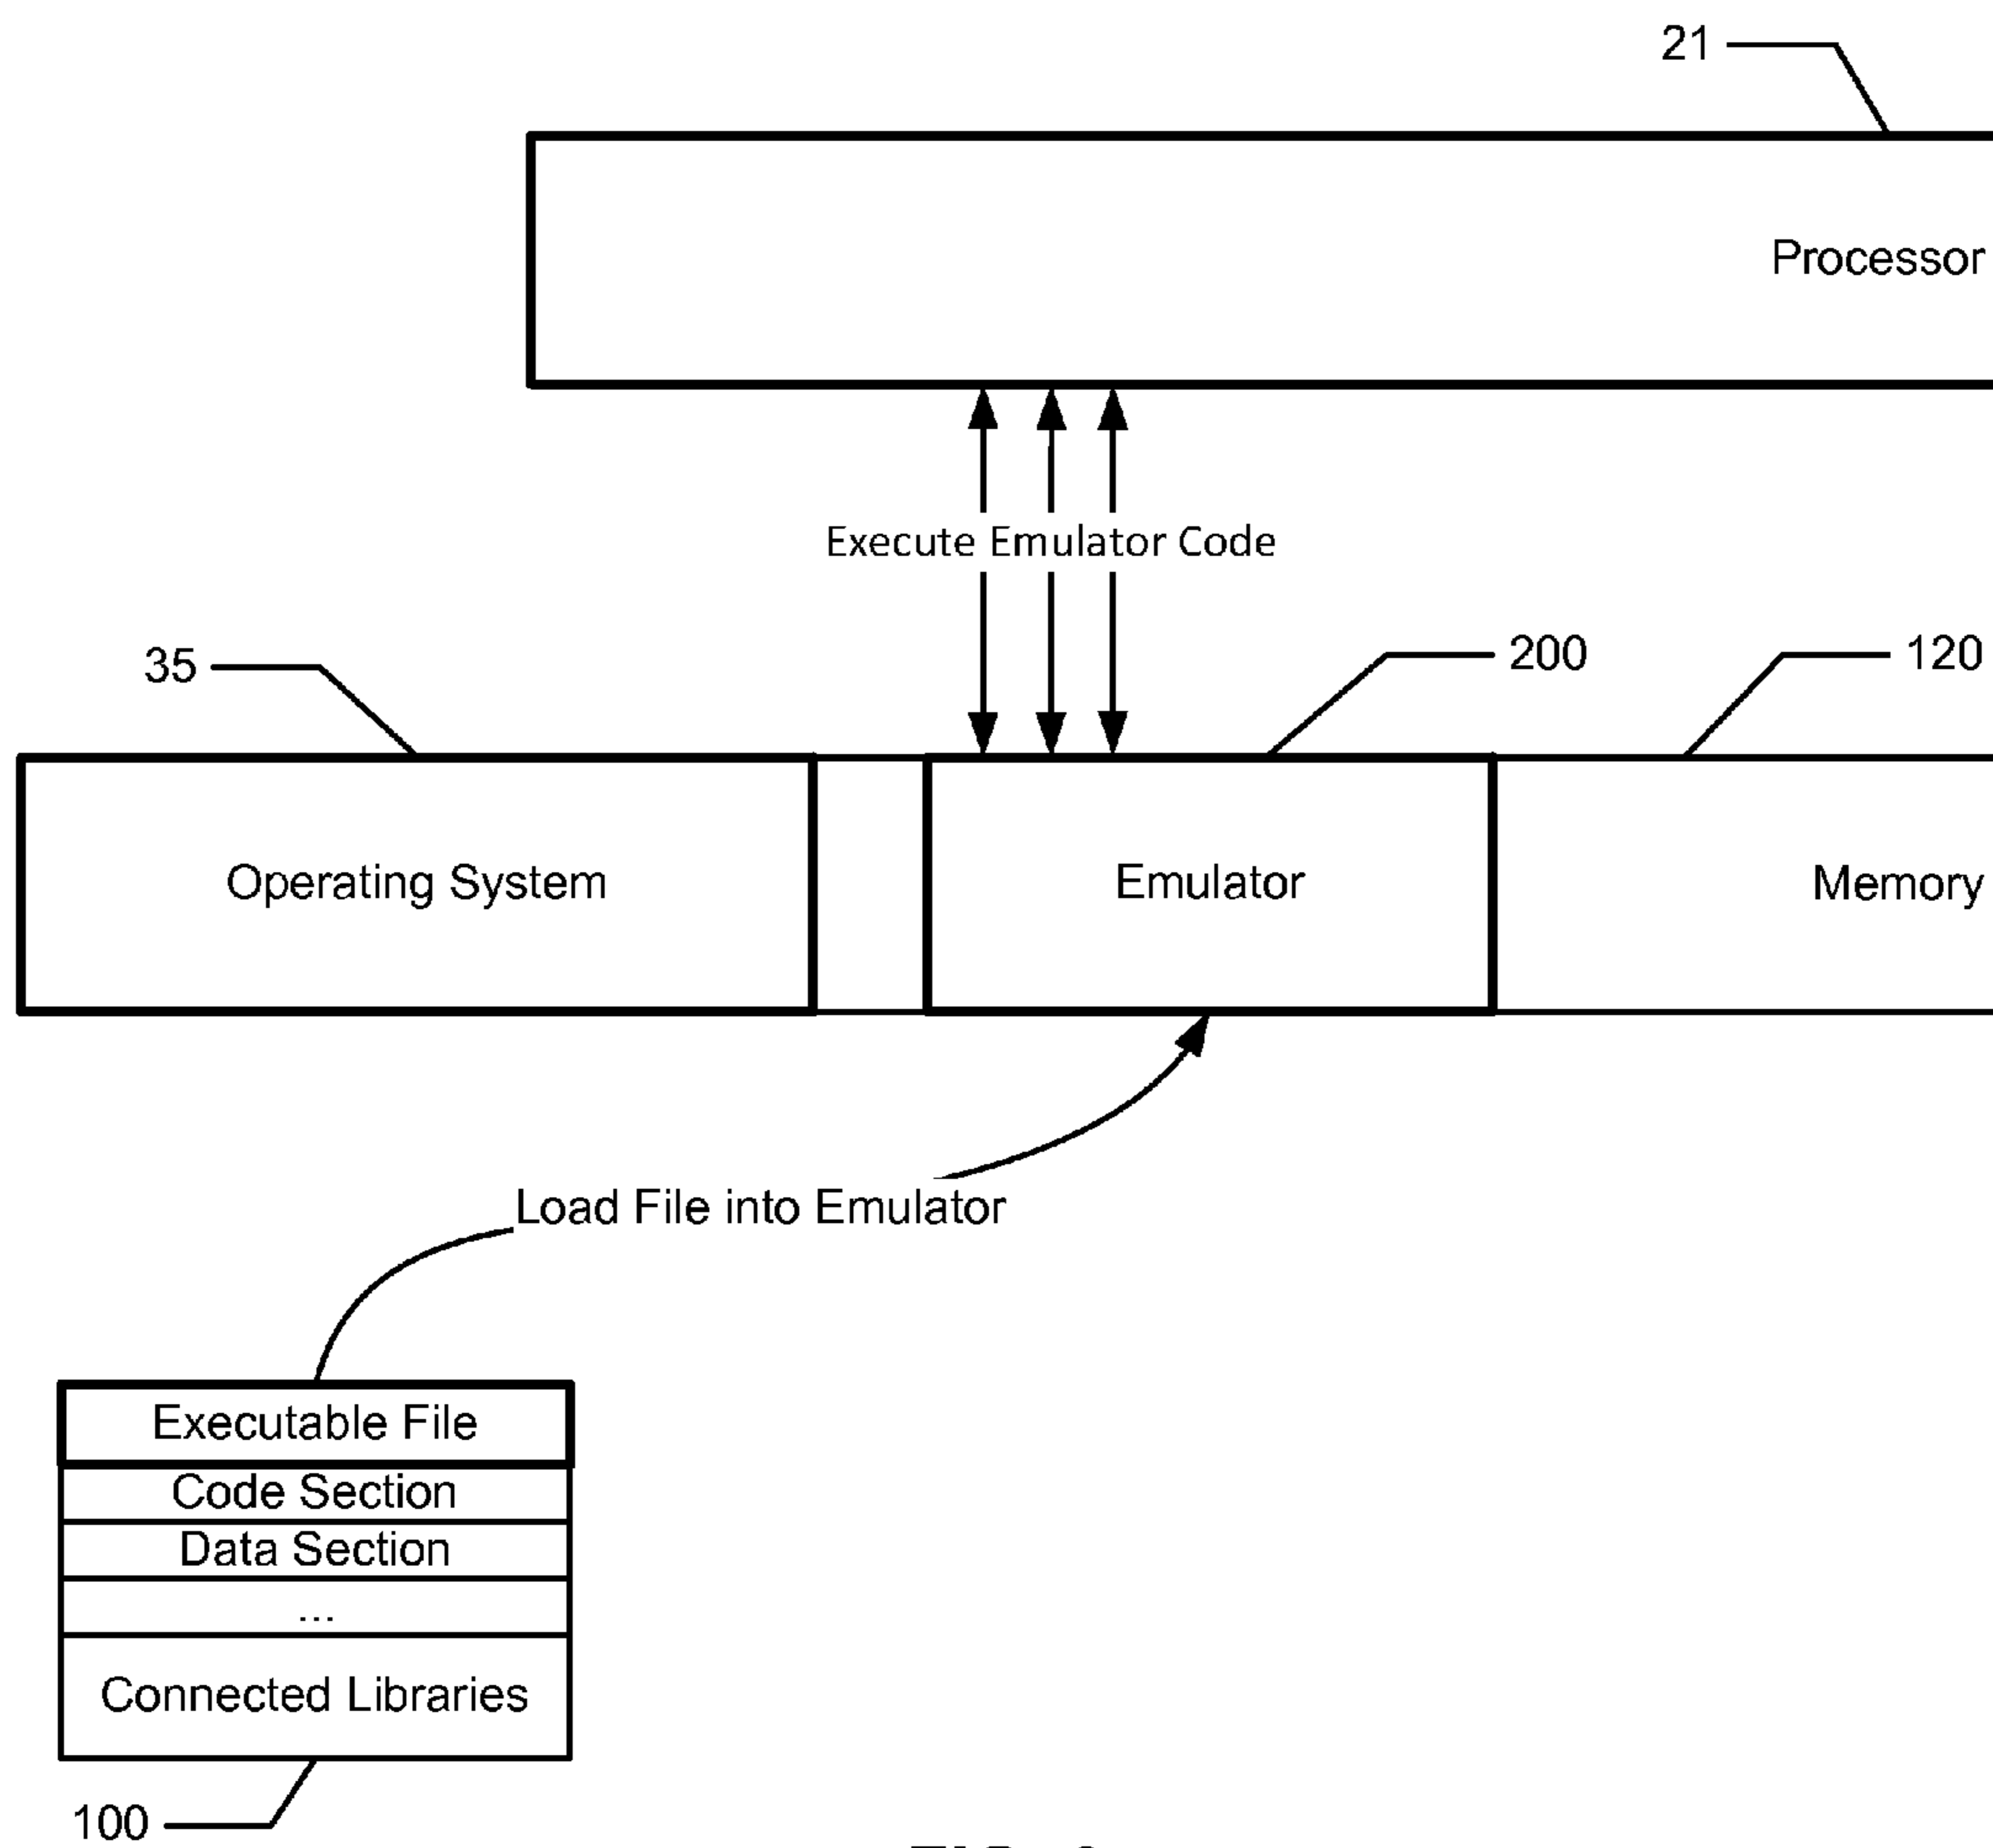 21
Processor
Execute Emulator Code
35
200
120
Operating System
Emulator
Memory
Load File into Emulator
Executable File
Code Section
Data Section
...
Connected Libraries
100